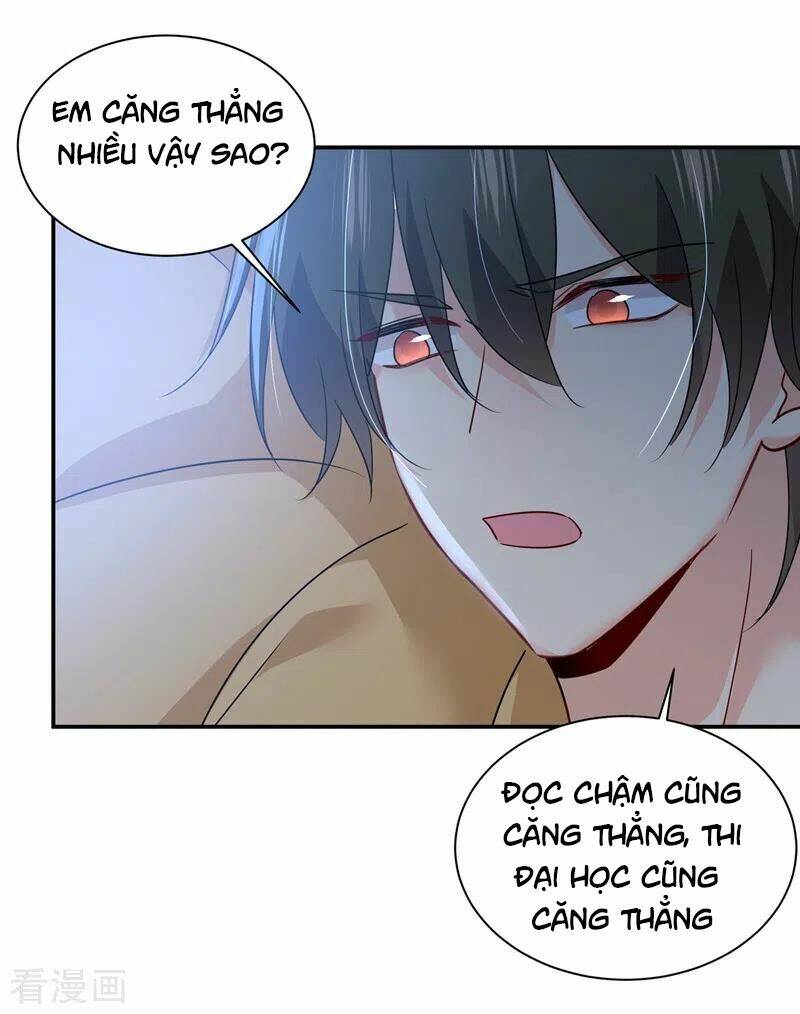 EM CĂNG THẲNG
NHIỀU VẬY SAO?
ĐỌC CHẬM CŨNG
CĂNG THẲNG, THI
ĐẠI HỌC CŨNG
CĂNG THẲNG
看漫画